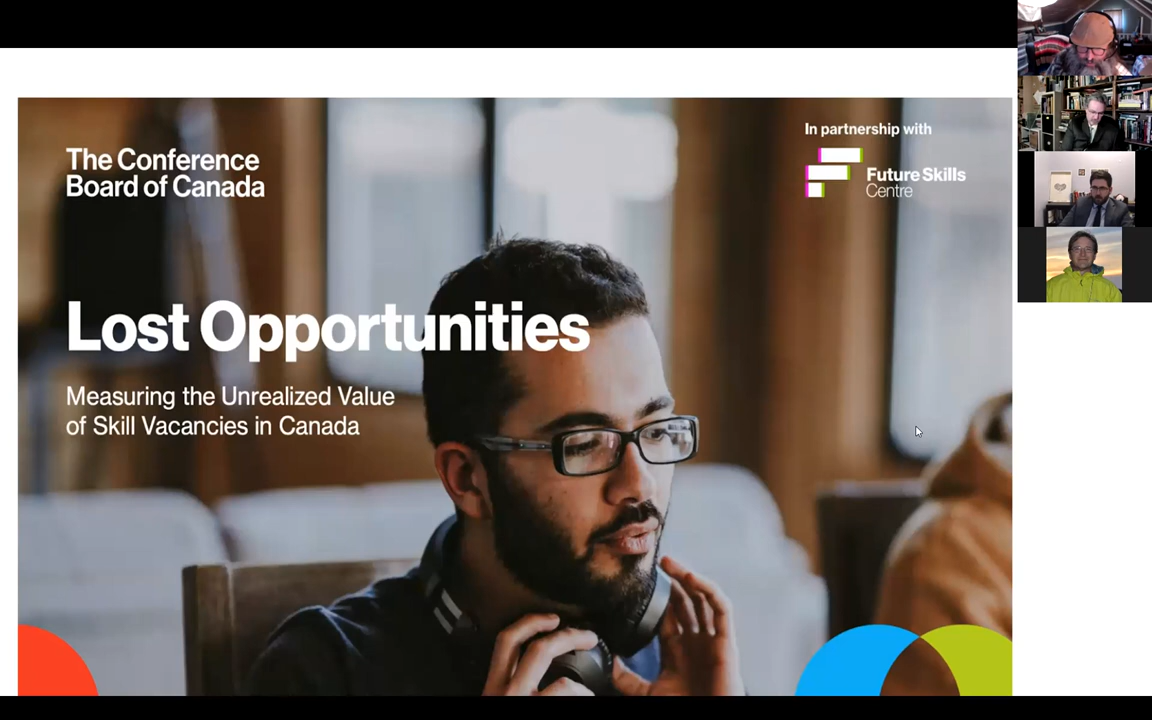 The Conference
Board of Canada
In partnership with
Future Skills
Centre
Lost Opportunities
Measuring the Unrealized Value
of Skill Vacancies in Canada